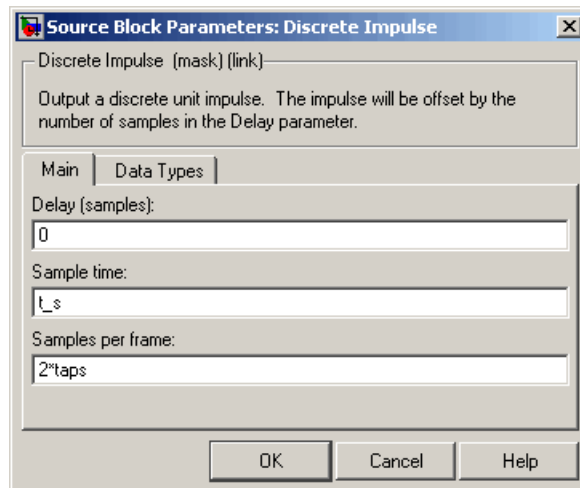 Source Block Parameters: Discrete Impulse
Discrete Impulse (mask) (link)
Output a discrete unit impulse. The impulse will be offset by the
number of samples in the Delay parameter.
Main Data Types
Delay (samples):
0
Sample time:
t_s
Samples per frame:
2*taps
OK Cancel Help